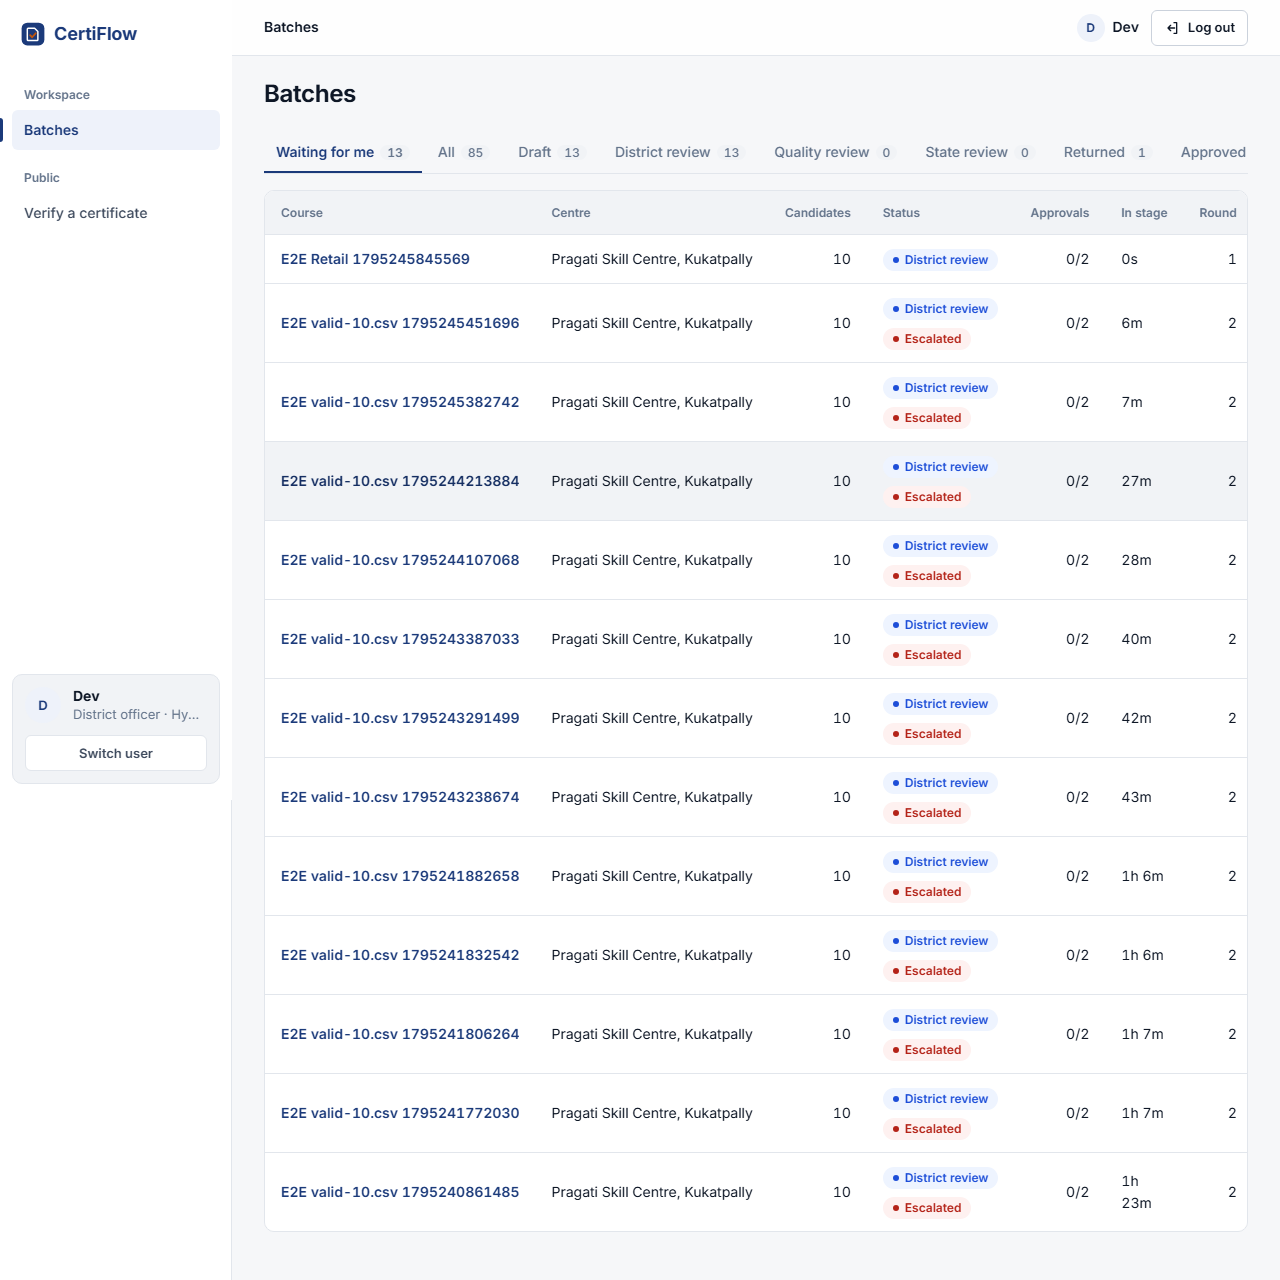 CertiFlow
Workspace
Batches
Public
Verify a certificate
D
Dev
District officer · Hy...
Switch user
Batches
D Dev
Log out
Batches
Waiting for me 13 All 85 Draft 13 District review 13 Quality review 0 State review 0 Returned 1 Approved
Course Centre Candidates Status Approvals In stage Round
E2E Retail 1795245845569 Pragati Skill Centre, Kukatpally 10 District review 0/2 0s 1
E2E valid-10.csv 1795245451696 Pragati Skill Centre, Kukatpally 10 District review 0/2 6m 2
Escalated
E2E valid-10.csv 1795245382742 Pragati Skill Centre, Kukatpally 10 District review 0/2 7m 2
Escalated
E2E valid-10.csv 1795244213884 Pragati Skill Centre, Kukatpally 10 District review 0/2 27m 2
Escalated
E2E valid-10.csv 1795244107068 Pragati Skill Centre, Kukatpally 10 District review 0/2 28m 2
Escalated
E2E valid-10.csv 1795243387033 Pragati Skill Centre, Kukatpally 10 District review 0/2 40m 2
Escalated
E2E valid-10.csv 1795243291499 Pragati Skill Centre, Kukatpally 10 District review 0/2 42m 2
Escalated
E2E valid-10.csv 1795243238674 Pragati Skill Centre, Kukatpally 10 District review 0/2 43m 2
Escalated
E2E valid-10.csv 1795241882658 Pragati Skill Centre, Kukatpally 10 District review 0/2 1h 6m 2
Escalated
E2E valid-10.csv 1795241832542 Pragati Skill Centre, Kukatpally 10 District review 0/2 1h 6m 2
Escalated
E2E valid-10.csv 1795241806264 Pragati Skill Centre, Kukatpally 10 District review 0/2 1h 7m 2
Escalated
E2E valid-10.csv 1795241772030 Pragati Skill Centre, Kukatpally 10 District review 0/2 1h 7m 2
Escalated
E2E valid-10.csv 1795240861485 Pragati Skill Centre, Kukatpally 10 District review 0/2 1h 23m 2
Escalated